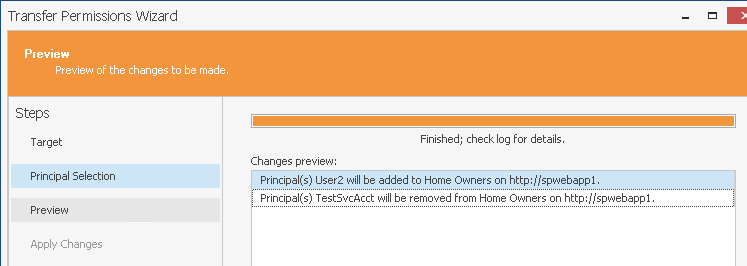 Transfer Permissions Wizard
Preview
Preview of the changes to be made.
Steps
Target
Principal Selection
Preview
Apply Changes
Finished; check log for details.
Changes preview:
Principal(s) User2 will be added to Home Owners on http://spwebapp1.
Principal(s) TestSvcAcct will be removed from Home Owners on http://spwebapp1.